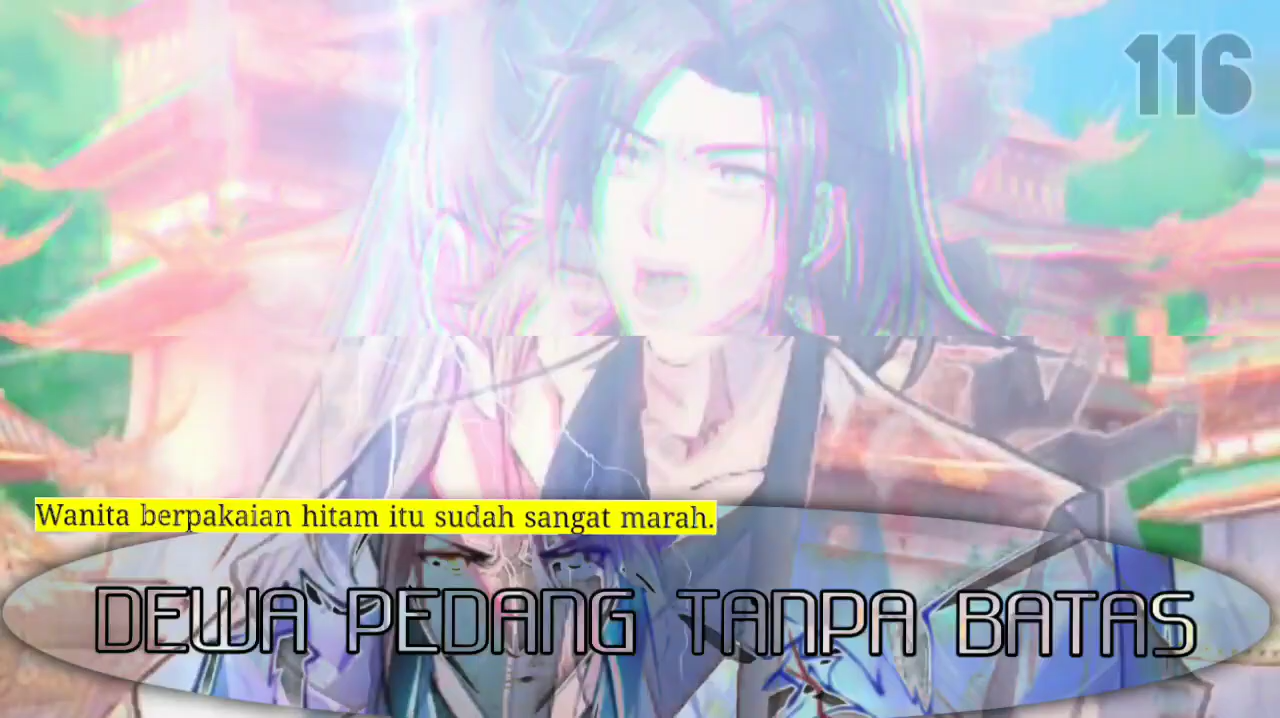 116
Wanita berpakaian hitam itu sudah sangat marah.
DEWA PEDANG TANPA BATAS